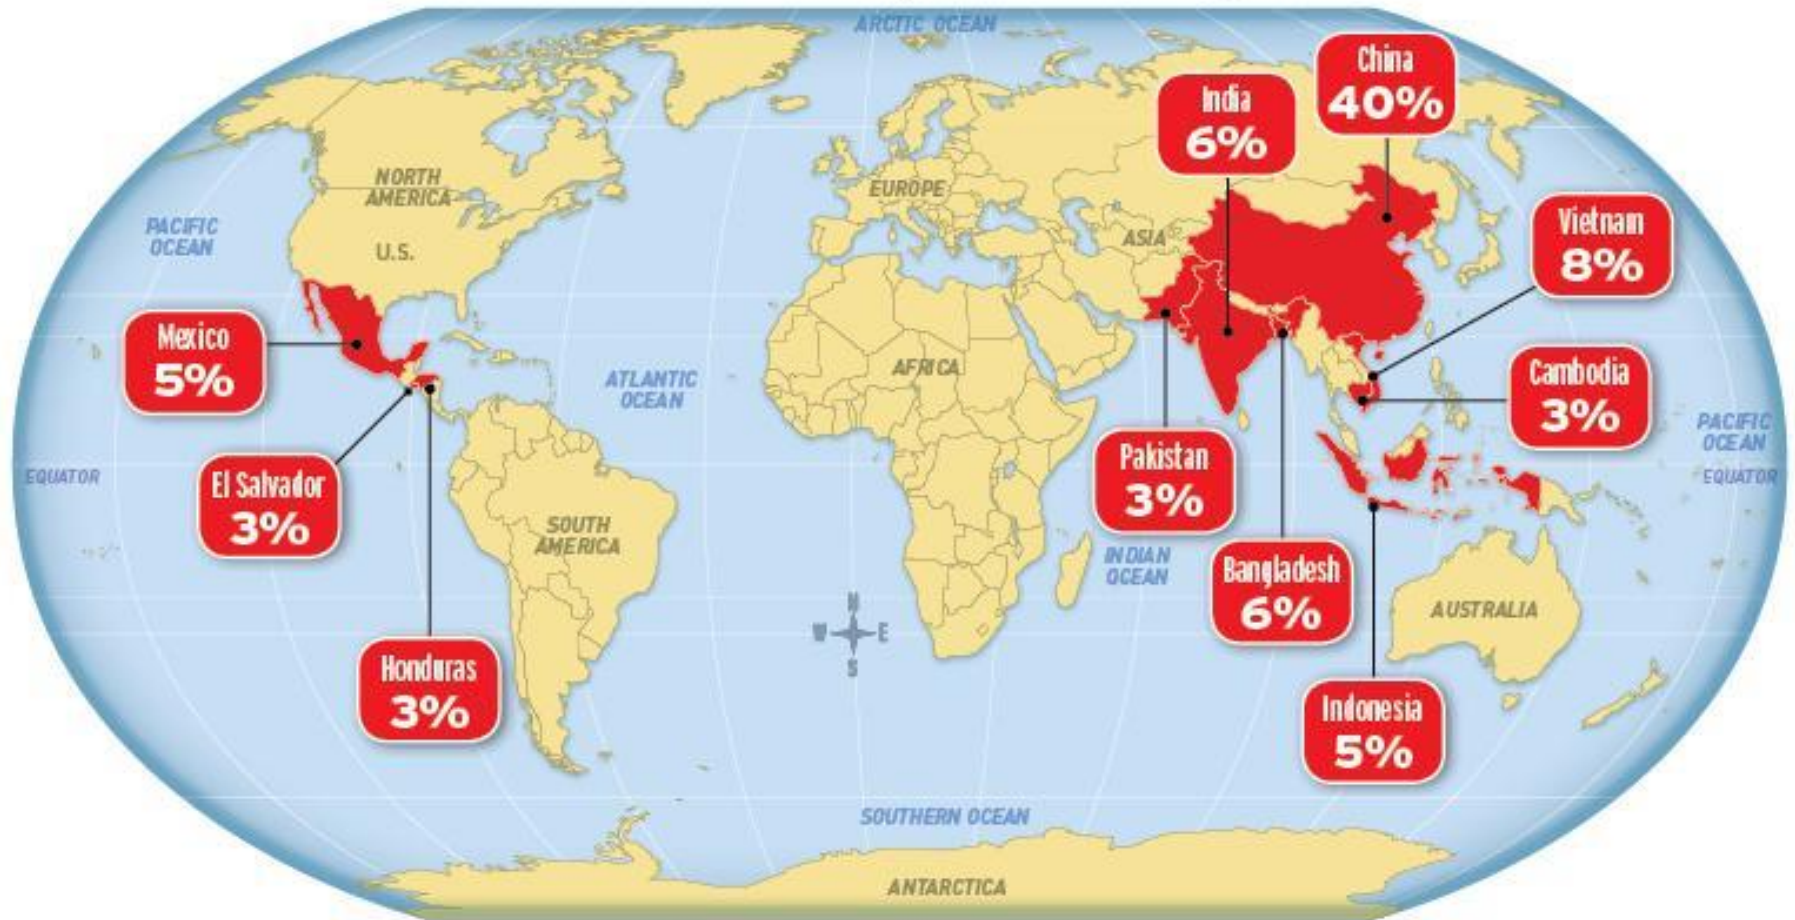 ARCTIC OCEAN
China
40%
India
6%
NORTH
AMERICA
EUROPE
PACIFIC
OCEAN
U.S.
ASIA
Vietnam
8%
Mexico
5%
ATLANTIC
OCEAN
AFRICA
Cambodia
3%
PACIFIC
OCEAN
EQUATOR
EQUATOR
El Salvador
3%
Pakistan
3%
SOUTH
AMERICA
INDIAN
OCEAN
Bangladesh
6%
AUSTRALIA
N
W E
S
Honduras
3%
Indonesia
5%
SOUTHERN OCEAN
ANTARCTICA